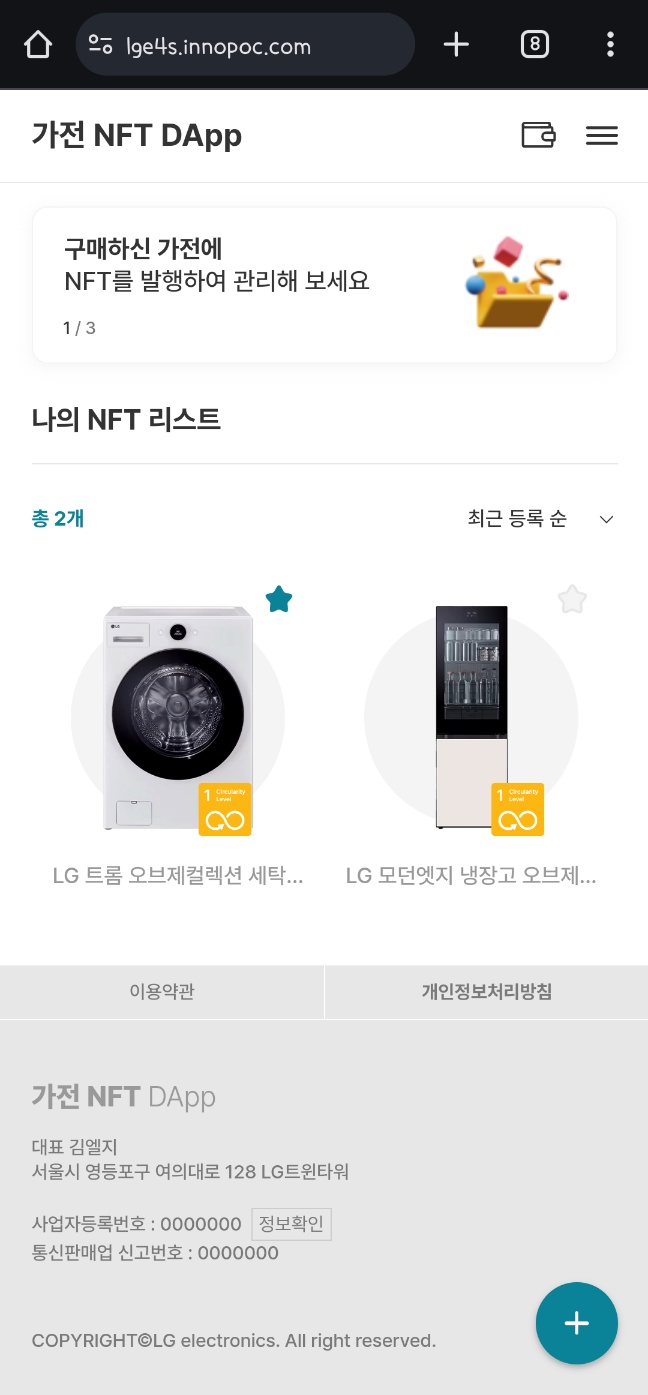 lge4s.innopoc.com
8
가전 NFT DApp
구매하신 가전에
NFT를 발행하여 관리해 보세요
1 / 3
나의 NFT 리스트
총 2개
최근 등록 순
LG
1 Circularity Level
1 Circularity Level
LG 트롬 오브제컬렉션 세탁...
LG 모던엣지 냉장고 오브제...
이용약관
개인정보처리방침
가전 NFT DApp
대표 김엘지
서울시 영등포구 여의대로 128 LG트윈타워
사업자등록번호 : 0000000 정보확인
통신판매업 신고번호 : 0000000
COPYRIGHT©LG electronics. All right reserved.